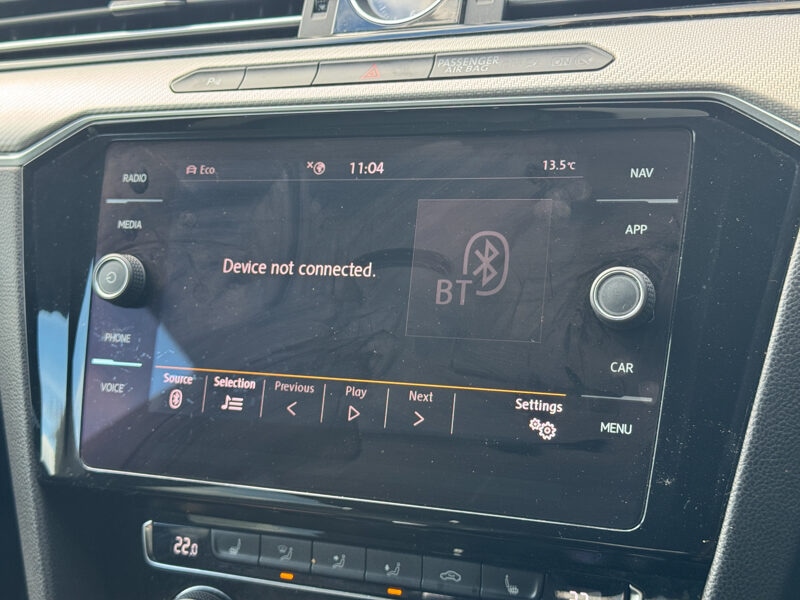 P
PASSENGER
AIR BAG
RADIO
Eco
11:04
13.5°C
NAV
MEDIA
APP
Device not connected.
BT
PHONE
CAR
VOICE
Source
Selection
Previous
Play
Next
Settings
MENU
22.0